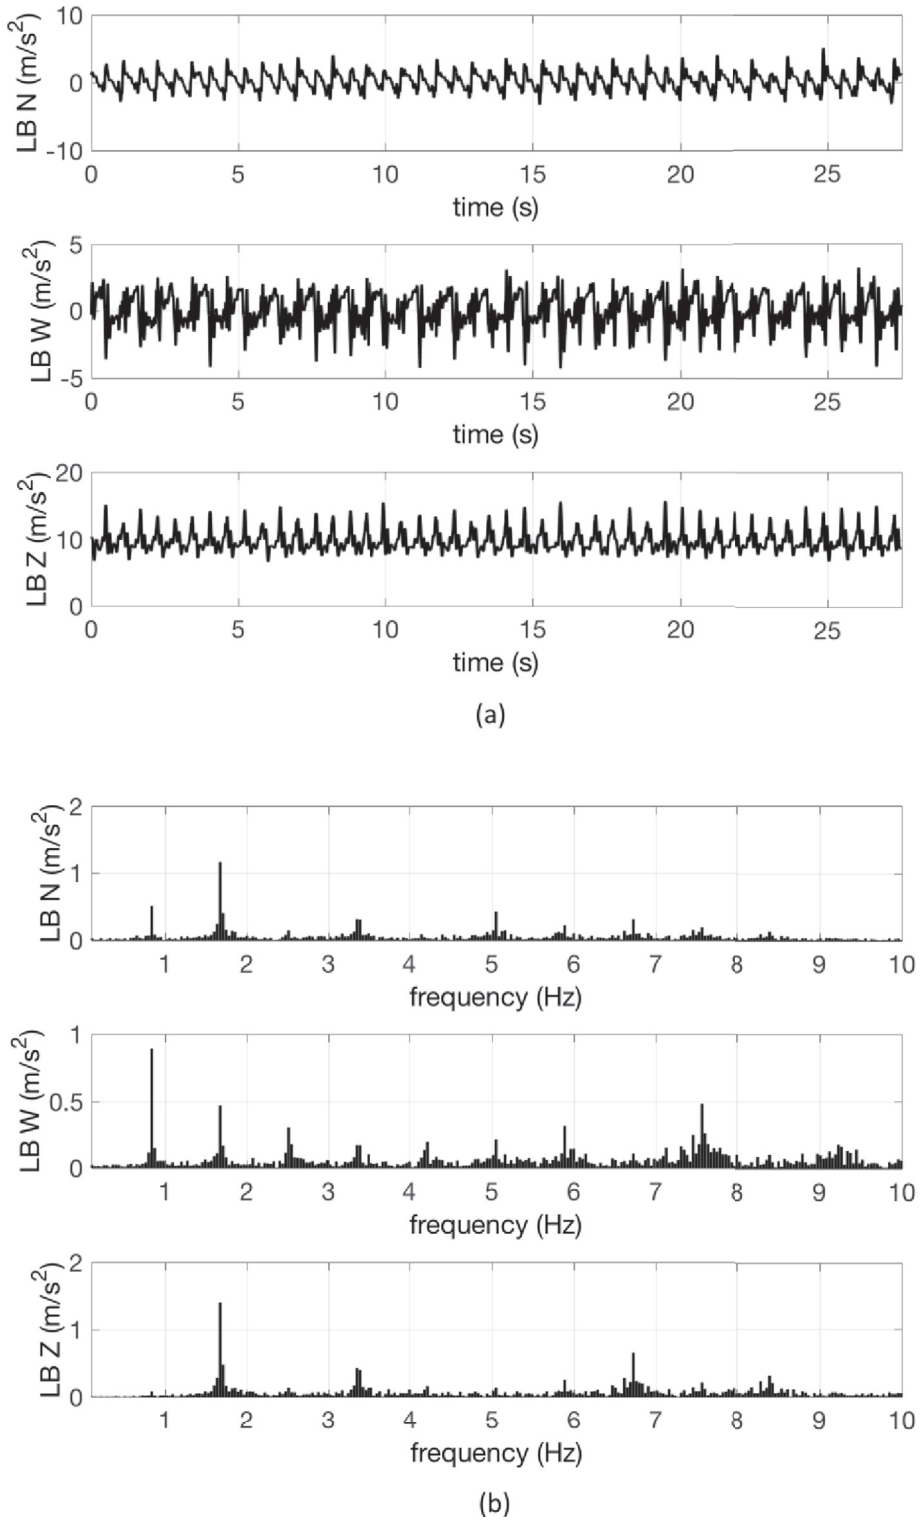 10
0
-10
LB N (m/s²)
0 5 10 15 20 25
time (s)
5
0
-5
LB W (m/s²)
0 5 10 15 20 25
time (s)
20
10
0
LB Z (m/s²)
0 5 10 15 20 25
time (s)
(a)
2
1
0
LB N (m/s²)
1 2 3 4 5 6 7 8 9 10
frequency (Hz)
1
0.5
0
LB W (m/s²)
1 2 3 4 5 6 7 8 9 10
frequency (Hz)
2
1
0
LB Z (m/s²)
1 2 3 4 5 6 7 8 9 10
frequency (Hz)
(b)